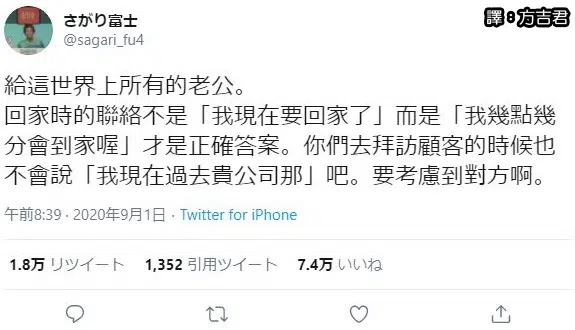 さがり富士
譯:方吉君
@sagari_fu4
給這世界上所有的老公。
回家時的聯絡不是「我現在要回家了」而是「我幾點幾
分會到家喔」才是正確答案。你們去拜訪顧客的時候也
不會說「我現在過去貴公司那」吧。要考慮到對方啊。
午前8:39 · 2020年9月1日 · Twitter for iPhone
1.8万 リツイート 1,352 引用ツイート 7.4万 いいね